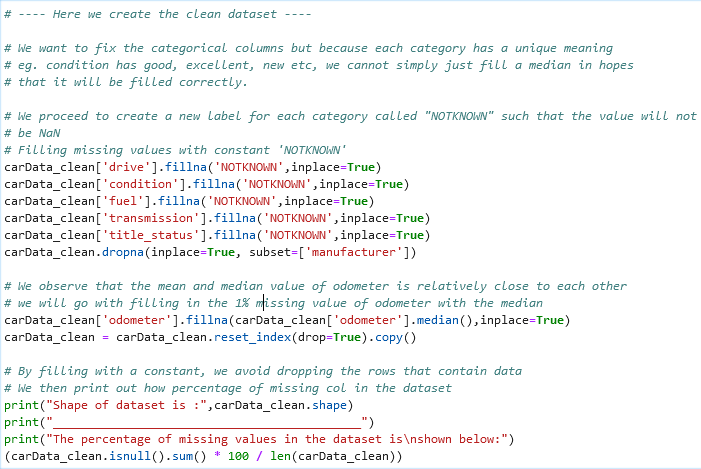 # ---- Here we create the clean dataset ----
# We want to fix the categorical columns but because each category has a unique meaning
# eg. condition has good, excellent, new etc, we cannot simply just fill a median in hopes
# that it will be filled correctly.
# We proceed to create a new label for each category called "NOTKNOWN" such that the value will not
# be NaN
# Filling missing values with constant 'NOTKNOWN'
carData_clean['drive'].fillna('NOTKNOWN',inplace=True)
carData_clean['condition'].fillna('NOTKNOWN',inplace=True)
carData_clean['fuel'].fillna('NOTKNOWN',inplace=True)
carData_clean['transmission'].fillna('NOTKNOWN',inplace=True)
carData_clean['title_status'].fillna('NOTKNOWN',inplace=True)
carData_clean.dropna(inplace=True, subset=['manufacturer'])
# We observe that the mean and median value of odometer is relatively close to each other
# we will go with filling in the 1% missing value of odometer with the median
carData_clean['odometer'].fillna(carData_clean['odometer'].median(),inplace=True)
carData_clean = carData_clean.reset_index(drop=True).copy()
# By filling with a constant, we avoid dropping the rows that contain data
# We then print out how percentage of missing col in the dataset
print("Shape of dataset is :",carData_clean.shape)
print("___________________________________________")
print("The percentage of missing values in the dataset is\nshown below:")
(carData_clean.isnull().sum() * 100 / len(carData_clean))